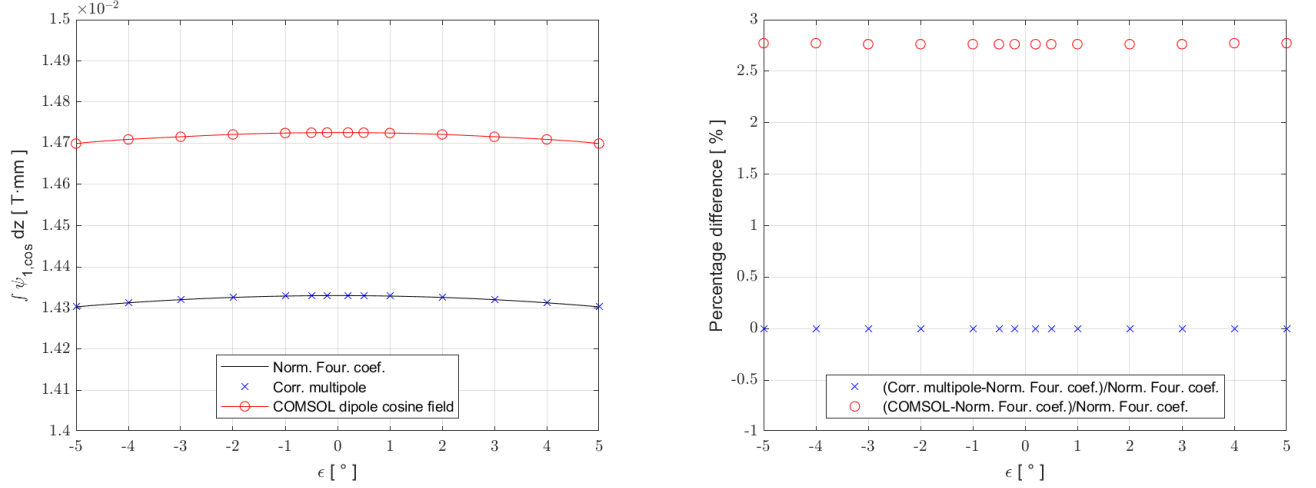 ×10⁻²
1.5
1.49
1.48
1.47
1.46
1.45
1.44
1.43
1.42
1.41
1.4
∫ ψ1,cos dz [ T·mm ]
Norm. Four. coef.
Corr. multipole
COMSOL dipole cosine field
-5 -4 -3 -2 -1 0 1 2 3 4 5
ϵ [ ° ]
3
2.5
2
1.5
1
0.5
0
-0.5
-1
Percentage difference [ % ]
(Corr. multipole-Norm. Four. coef.)/Norm. Four. coef.
(COMSOL-Norm. Four. coef.)/Norm. Four. coef.
-5 -4 -3 -2 -1 0 1 2 3 4 5
ϵ [ ° ]